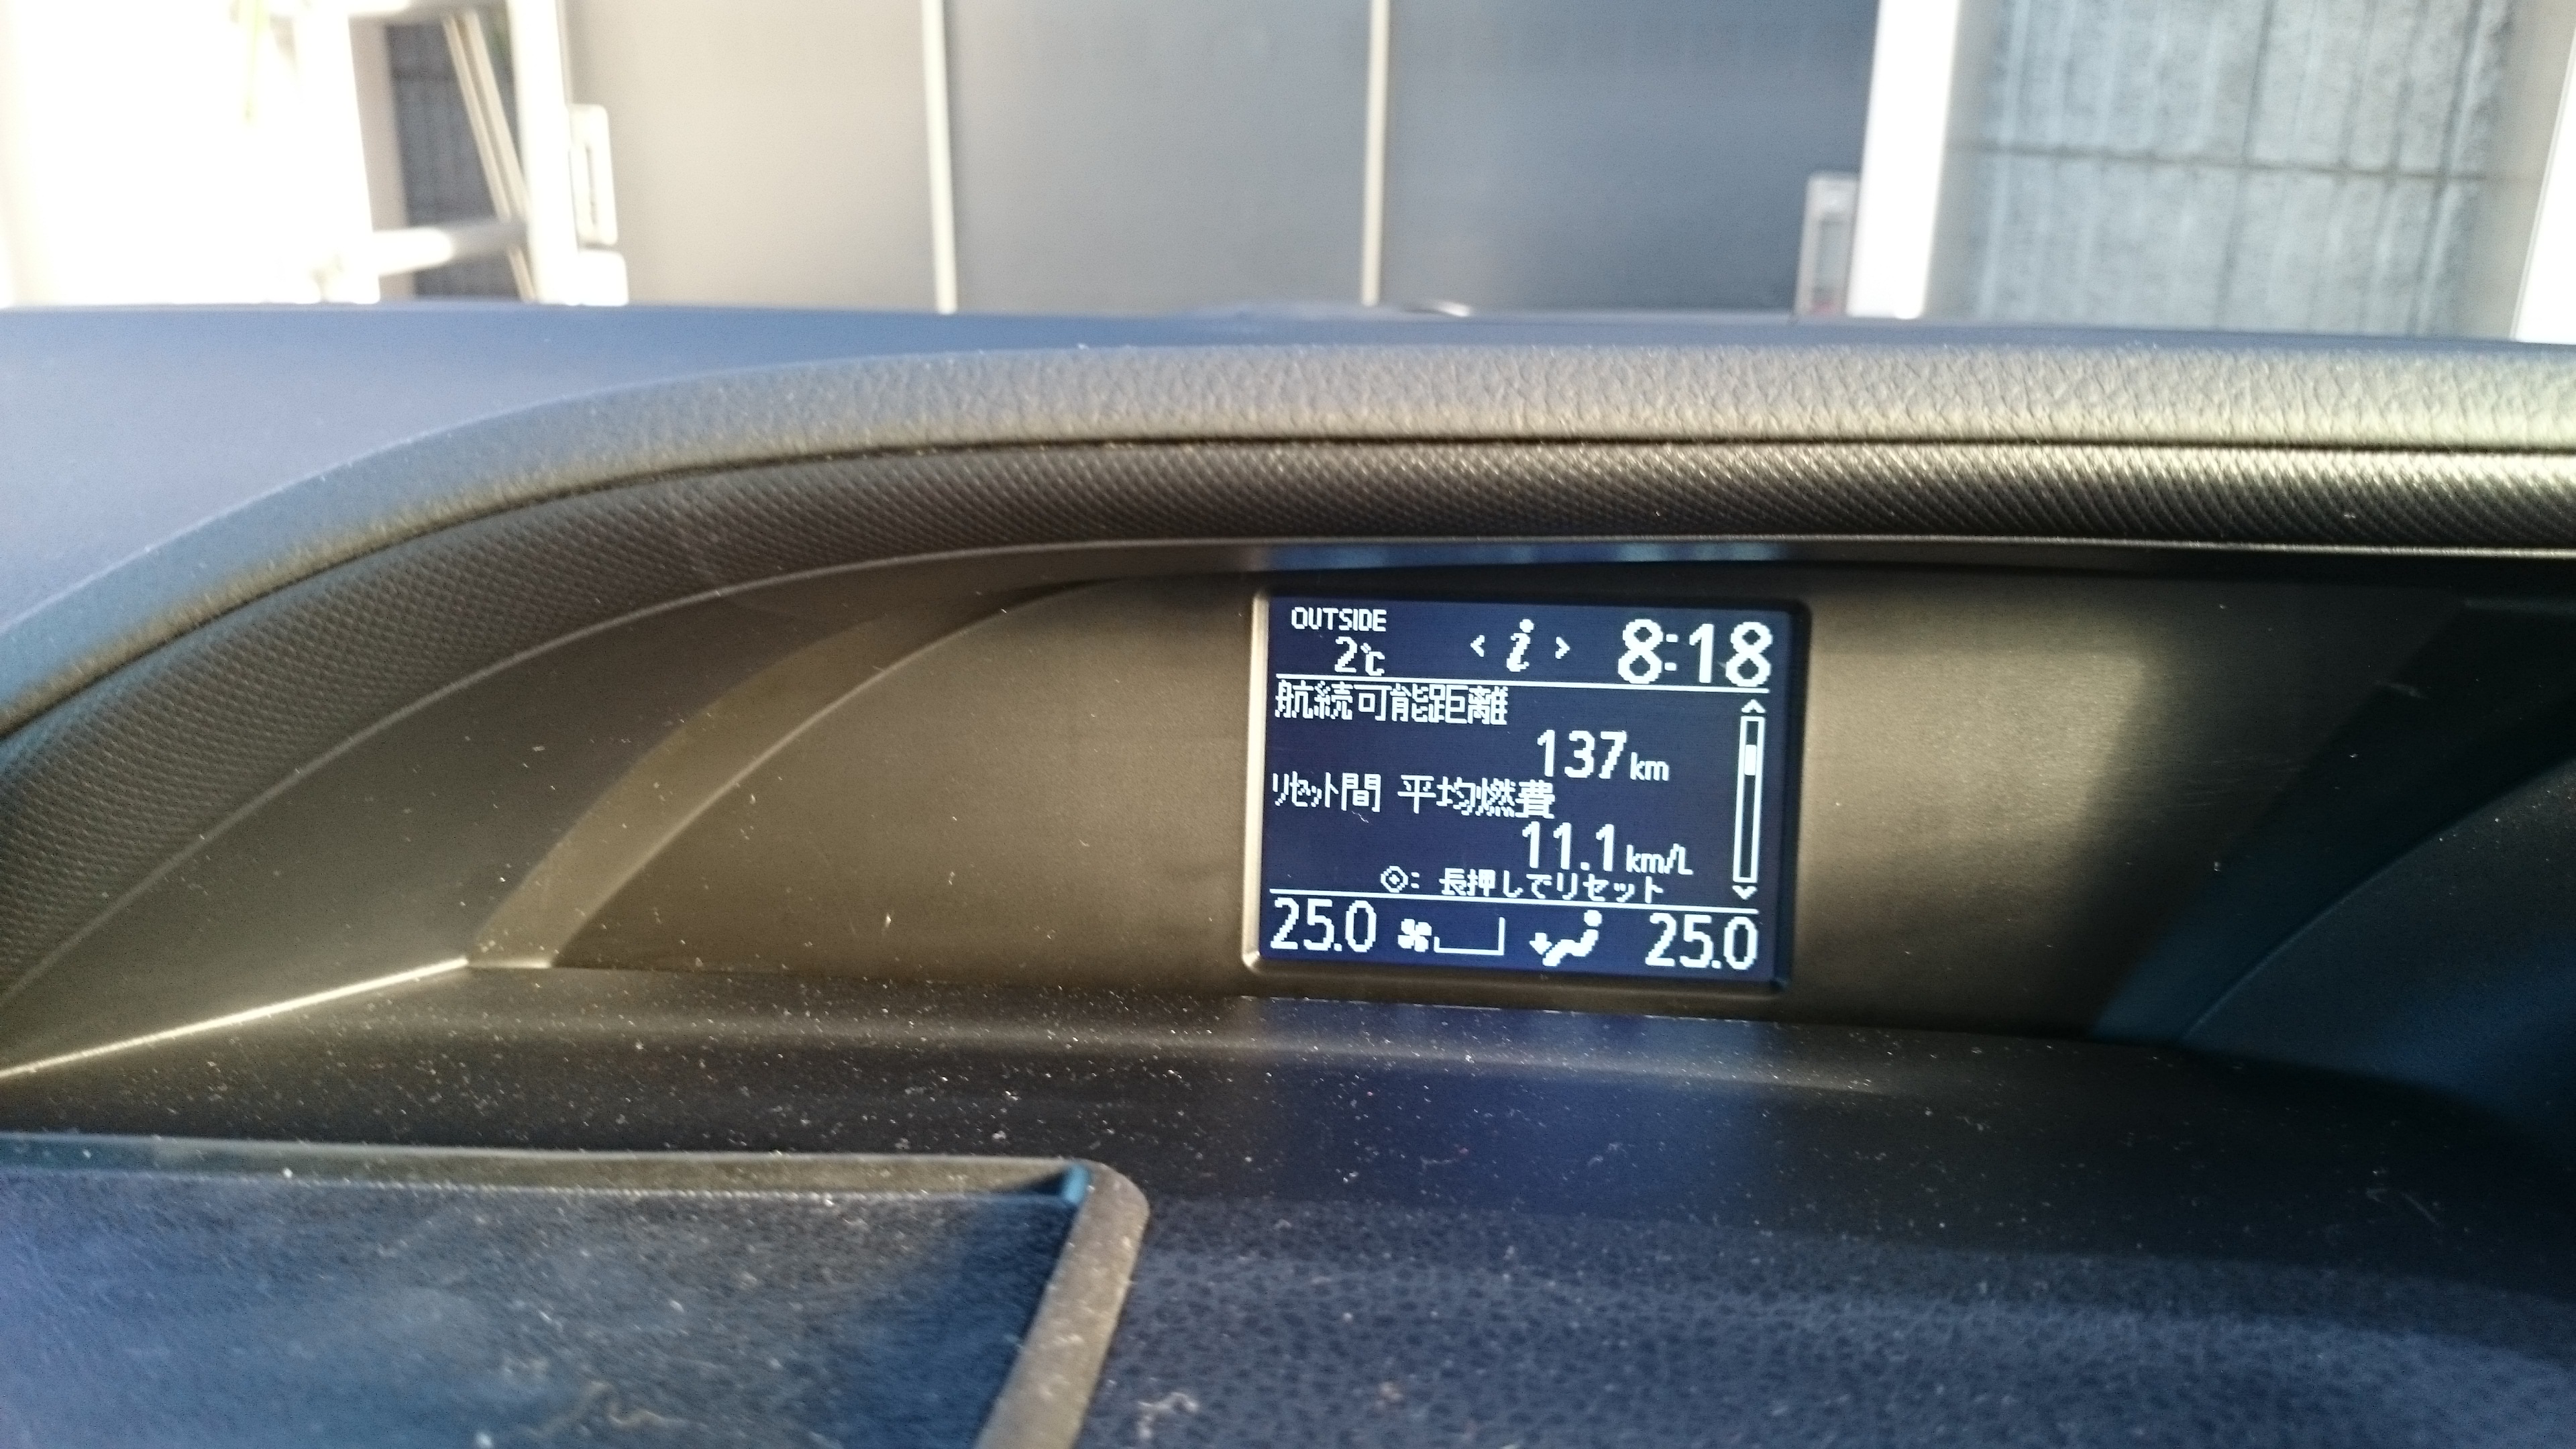 OUTSIDE
2℃
< i >
8:18
航続可能距離
137km
リセット間 平均燃費
11.1km/L
: 長押しでリセット
25.0
25.0